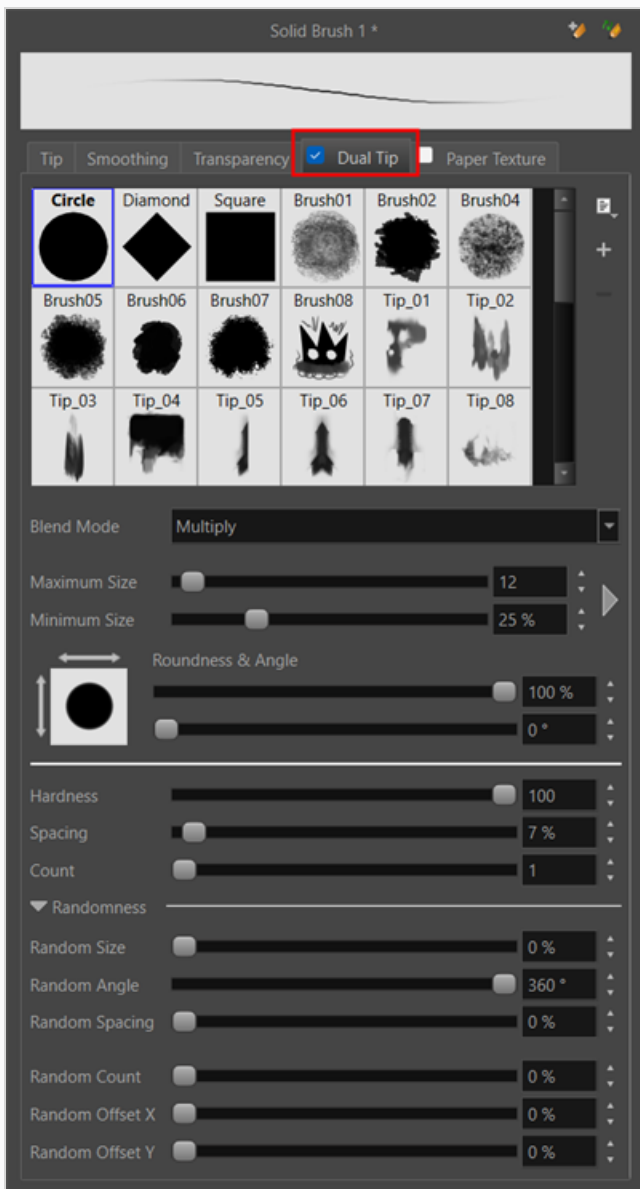 Solid Brush 1 *
Tip Smoothing Transparency Dual Tip Paper Texture
Circle Diamond Square Brush01 Brush02 Brush04
Brush05 Brush06 Brush07 Brush08 Tip_01 Tip_02
Tip_03 Tip_04 Tip_05 Tip_06 Tip_07 Tip_08
Blend Mode Multiply
Maximum Size 12
Minimum Size 25 %
Roundness & Angle
100 %
0 °
Hardness 100
Spacing 7 %
Count 1
Randomness
Random Size 0 %
Random Angle 360 °
Random Spacing 0 %
Random Count 0 %
Random Offset X 0 %
Random Offset Y 0 %